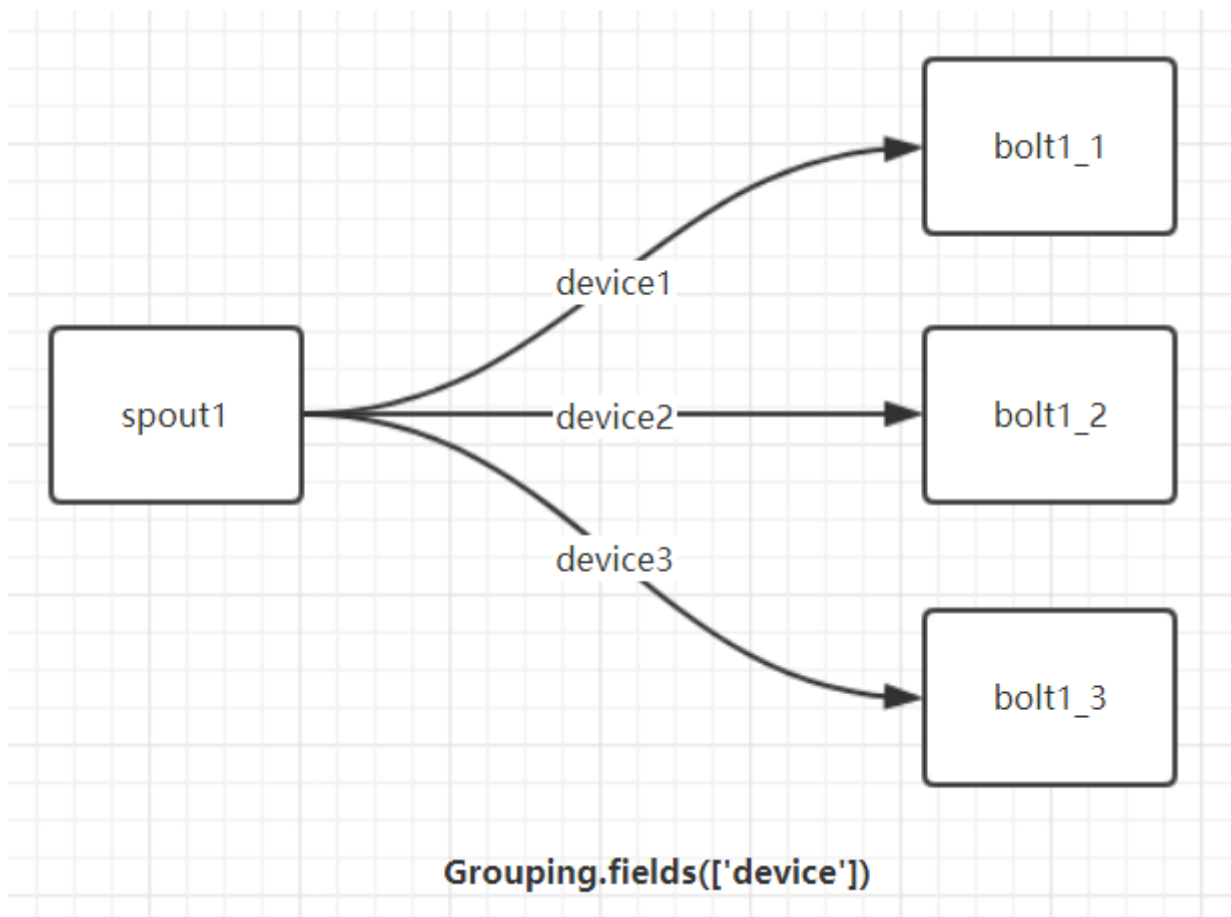 bolt1_1
device1
spout1
device2
bolt1_2
device3
bolt1_3
Grouping.fields(['device'])